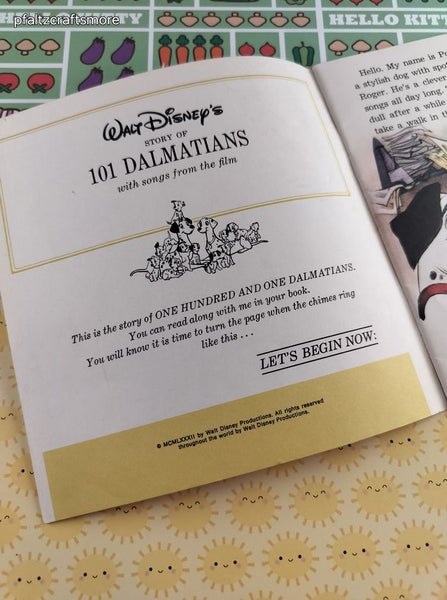 pfaltzcraftsmore
HELLO KITTY
HELLO KITTY
WALT DISNEY'S
STORY OF
101 DALMATIANS
with songs from the film
This is the story of ONE HUNDRED AND ONE DALMATIANS.
You can read along with me in your book.
You will know it is time to turn the page when the chimes ring
like this . . .
LET'S BEGIN NOW:
© MCMLXXXII by Walt Disney Productions. All rights reserved
throughout the world by Walt Disney Productions.
Hello. My name is
a stylish dog with
Roger. He's a
songs all day long.
dull after a while
take a walk in
pfaltzcraftsmore